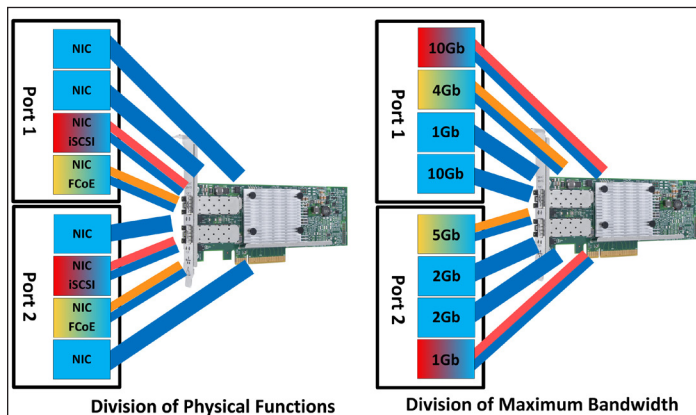 Port 1
NIC
NIC
NIC
iSCSI
NIC
FCoE
Port 2
NIC
NIC
iSCSI
NIC
FCoE
NIC
Division of Physical Functions
Port 1
10Gb
4Gb
1Gb
10Gb
Port 2
5Gb
2Gb
2Gb
1Gb
Division of Maximum Bandwidth